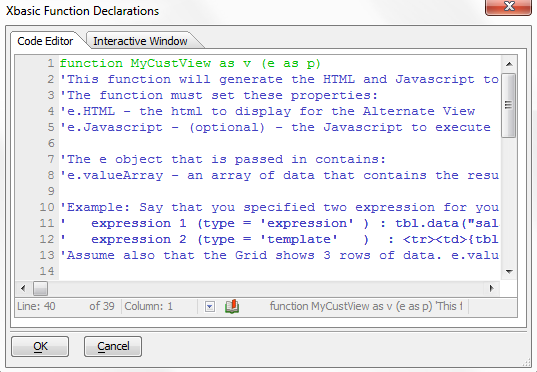 Xbasic Function Declarations
Code Editor
Interactive Window
1 function MyCustView as v (e as p)
2 'This function will generate the HTML and Javascript to
3 'The function must set these properties:
4 'e.HTML - the html to display for the Alternate View
5 'e.Javascript - (optional) - the Javascript to execute
6
7 'The e object that is passed in contains:
8 'e.valueArray - an array of data that contains the resu
9
10 'Example: Say that you specified two expression for you
11 '   expression 1 (type = 'expression' ) : tbl.data("sal
12 '   expression 2 (type = 'template'   )  : <tr><td>{tbl
13 'Assume also that the Grid shows 3 rows of data. e.valu
14
Line: 40 of 39 Column: 1 function MyCustView as v (e as p) 'This f
OK Cancel